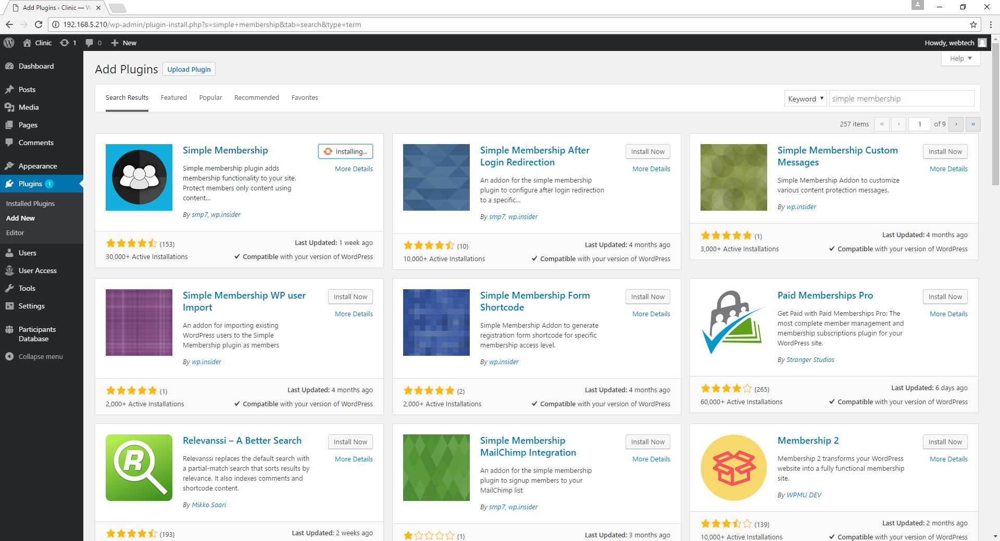 Add Plugins ‹ Clinic — W
192.168.5.210/wp-admin/plugin-install.php?s=simple+membership&tab=search&type=term
Clinic 1 0 New
Howdy, webtech
Dashboard
Posts
Media
Pages
Comments
Appearance
Plugins 1
Installed Plugins
Add New
Editor
Users
User Access
Tools
Settings
Participants
Database
Collapse menu
Help
Add Plugins Upload Plugin
Search Results Featured Popular Recommended Favorites
Keyword simple membership
257 items « ‹ 1 of 9 › »
Simple Membership
Installing...
More Details
Simple membership plugin adds
membership functionality to your site.
Protect members only content using
content...
By smp7, wp.insider
(153)
Last Updated: 1 week ago
30,000+ Active Installations
Compatible with your version of WordPress
Simple Membership After
Login Redirection
Install Now
More Details
An addon for the simple membership
plugin to configure after login redirection
to a specific...
By smp7, wp.insider
(10)
Last Updated: 4 months ago
10,000+ Active Installations
Compatible with your version of WordPress
Simple Membership Custom
Messages
Install Now
More Details
Simple Membership Addon to customize
various content protection messages.
By wp.insider
(1)
Last Updated: 4 months ago
3,000+ Active Installations
Compatible with your version of WordPress
Simple Membership WP user
Import
Install Now
More Details
An addon for importing existing
WordPress users to the Simple
Membership plugin as members
By wp.insider
(1)
Last Updated: 4 months ago
2,000+ Active Installations
Compatible with your version of WordPress
Simple Membership Form
Shortcode
Install Now
More Details
Simple Membership Addon to generate
registration form shortcode for specific
membership access level.
By wp.insider
(2)
Last Updated: 4 months ago
2,000+ Active Installations
Compatible with your version of WordPress
Paid Memberships Pro
Install Now
More Details
Get Paid with Paid Memberships Pro: The
most complete member management and
membership subscriptions plugin for your
WordPress site.
By Stranger Studios
(265)
Last Updated: 6 days ago
60,000+ Active Installations
Compatible with your version of WordPress
R
Relevanssi – A Better Search
Install Now
More Details
Relevanssi replaces the default search with
a partial-match search that sorts results by
relevance. It also indexes comments and
shortcode content.
By Mikko Saari
(193)
Last Updated: 2 weeks ago
Simple Membership
MailChimp Integration
Install Now
More Details
An addon for the simple membership
plugin to signup members to your
MailChimp list
By smp7, wp.insider
(1)
Last Updated: 3 months ago
Membership 2
Install Now
More Details
Membership 2 transforms your WordPress
website into a fully functional membership
site.
By WPMU DEV
(139)
Last Updated: 2 months ago
10,000+ Active Installations
Compatible with your version of WordPress